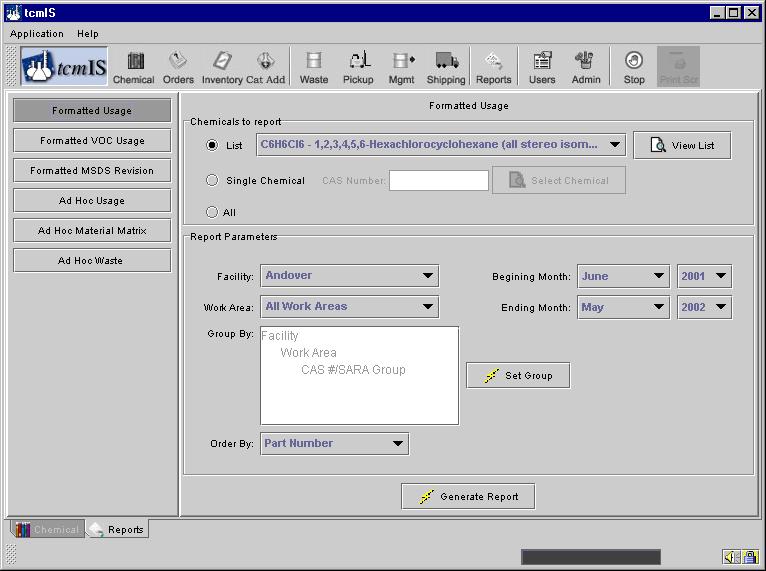 tcmIS
Application Help
tcmIS Chemical Orders Inventory Cat Add Waste Pickup Mgmt Shipping Reports Users Admin Stop Print Scr
Formatted Usage
Formatted VOC Usage
Formatted MSDS Revision
Ad Hoc Usage
Ad Hoc Material Matrix
Ad Hoc Waste
Formatted Usage
Chemicals to report
List C6H6Cl6 - 1,2,3,4,5,6-Hexachlorocyclohexane (all stereo isom... View List
Single Chemical CAS Number: Select Chemical
All
Report Parameters
Facility: Andover Begining Month: June 2001
Work Area: All Work Areas Ending Month: May 2002
Group By: Facility
Work Area
CAS #/SARA Group
Set Group
Order By: Part Number
Generate Report
Chemical Reports